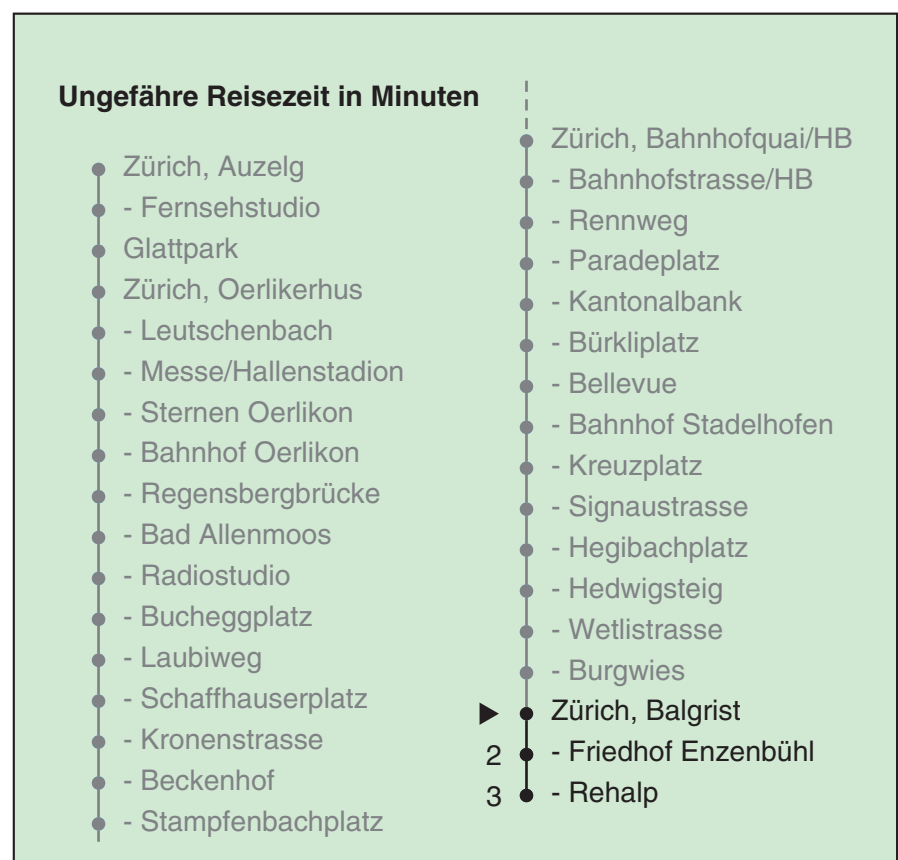 Ungefähre Reisezeit in Minuten
Zürich, Auzelg
- Fernsehstudio
Glattpark
Zürich, Oerlikerhus
- Leutschenbach
- Messe/Hallenstadion
- Sternen Oerlikon
- Bahnhof Oerlikon
- Regensbergbrücke
- Bad Allenmoos
- Radiostudio
- Bucheggplatz
- Laubiweg
- Schaffhauserplatz
- Kronenstrasse
- Beckenhof
- Stampfenbachplatz
Zürich, Bahnhofquai/HB
- Bahnhofstrasse/HB
- Rennweg
- Paradeplatz
- Kantonalbank
- Bürkliplatz
- Bellevue
- Bahnhof Stadelhofen
- Kreuzplatz
- Signaustrasse
- Hegibachplatz
- Hedwigsteig
- Wetlistrasse
- Burgwies
Zürich, Balgrist
2 - Friedhof Enzenbühl
3 - Rehalp